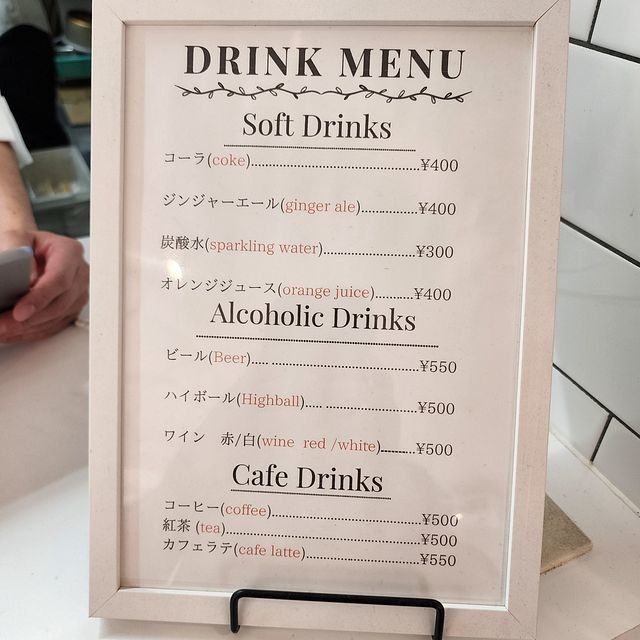 DRINK MENU
Soft Drinks
コーラ(coke)..........................................¥400
ジンジャーエール(ginger ale)..............¥400
炭酸水(sparkling water).......................¥300
オレンジジュース(orange juice)..........¥400
Alcoholic Drinks
ビール(Beer)..... .....................................¥550
ハイボール(Highball)..... .......................¥500
ワイン 赤/白(wine red /white)..........¥500
Cafe Drinks
コーヒー(coffee)......................................¥500
紅茶 (tea).................................................¥500
カフェラテ(cafe latte).............................¥550